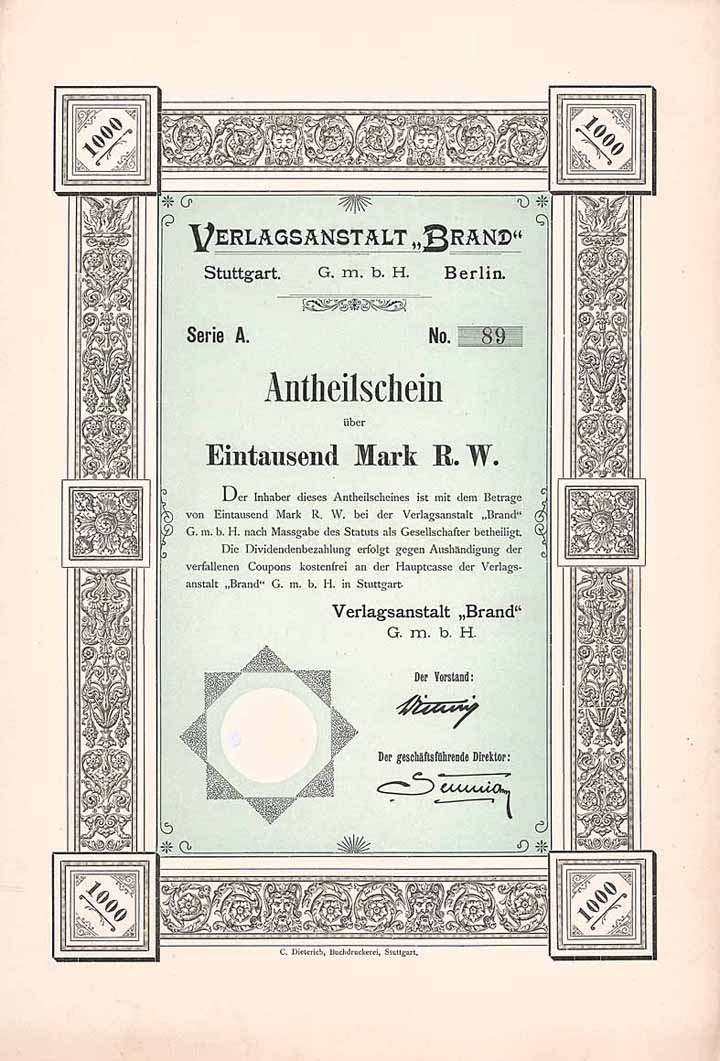 1000
1000
VERLAGSANSTALT „BRAND“
Stuttgart. G. m. b. H. Berlin.
Serie A. No. 89
Antheilschein
über
Eintausend Mark R. W.
Der Inhaber dieses Antheilscheines ist mit dem Betrage
von Eintausend Mark R. W. bei der Verlagsanstalt „Brand“
G. m. b. H. nach Massgabe des Statuts als Gesellschafter betheiligt.
Die Dividendenbezahlung erfolgt gegen Aushändigung der
verfallenen Coupons kostenfrei an der Hauptcasse der Verlags-
anstalt „Brand“ G. m. b. H. in Stuttgart.
Verlagsanstalt „Brand“
G. m. b. H.
Der Vorstand:
Der geschäftsführende Direktor:
1000
1000
C. Dieterich, Buchdruckerei, Stuttgart.